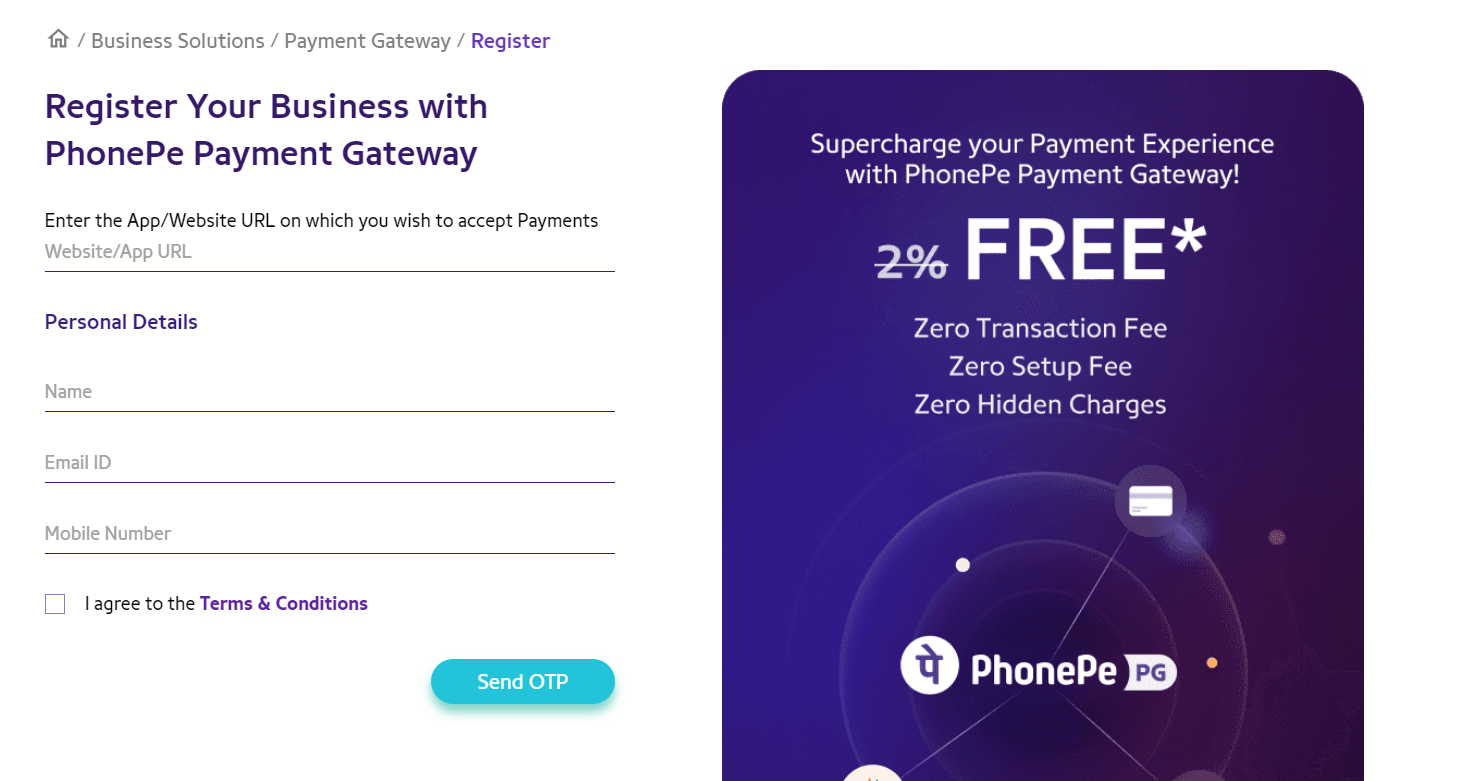 / Business Solutions / Payment Gateway / Register
Register Your Business with
PhonePe Payment Gateway
Enter the App/Website URL on which you wish to accept Payments
Website/App URL
Personal Details
Name
Email ID
Mobile Number
I agree to the Terms & Conditions
Send OTP
Supercharge your Payment Experience
with PhonePe Payment Gateway!
2% FREE*
Zero Transaction Fee
Zero Setup Fee
Zero Hidden Charges
पे PhonePe PG